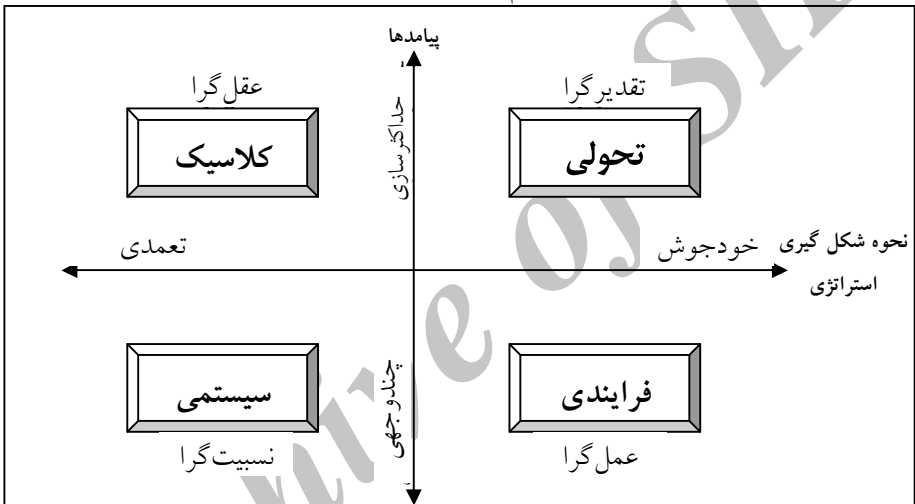 پیامدها
تقدیرگرا
عقل‌گرا
تحولی
کلاسیک
حداکثرسازی
نحوه شکل گیری
استراتژی
خودجوش
تعمدی
چندوجهی
فرایندی
سیستمی
عمل‌گرا
نسبیت‌گرا